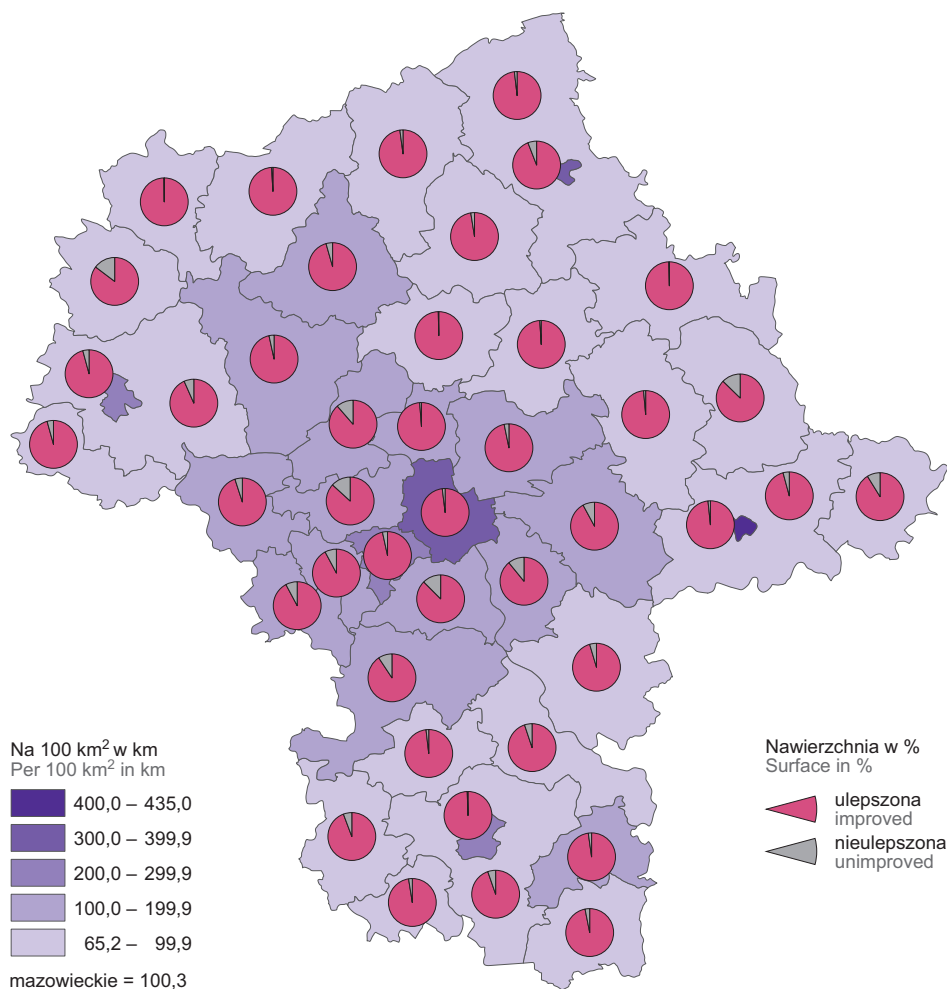 Na 100 km² w km
Per 100 km² in km
400,0 – 435,0
300,0 – 399,9
200,0 – 299,9
100,0 – 199,9
65,2 – 99,9
mazowieckie = 100,3
Nawierzchnia w %
Surface in %
ulepszona
improved
nieulepszona
unimproved